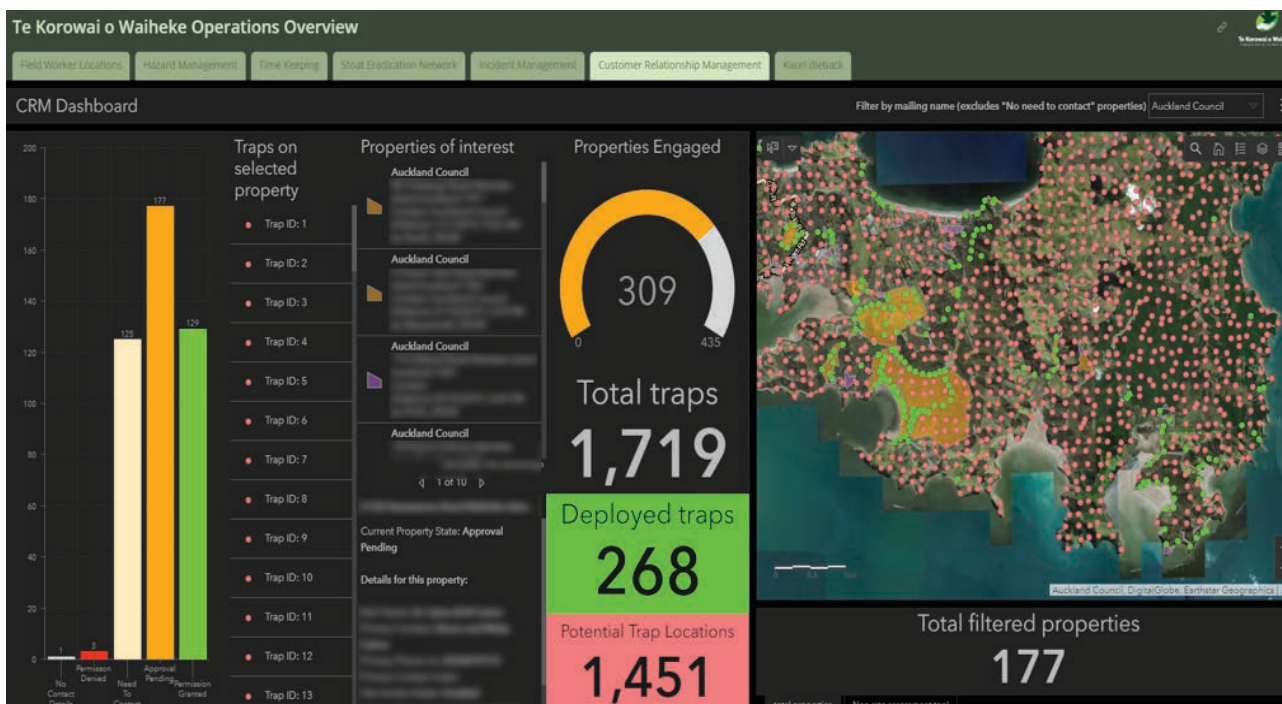 Te Korowai o Waiheke Operations Overview
Field Worker Locations
Hazard Management
Time Keeping
Stoat Eradication Network
Incident Management
Customer Relationship Management
Kauri Dieback
CRM Dashboard
Filter by mailing name (excludes "No need to contact" properties)
Auckland Council
200
180
160
140
120
100
80
60
40
20
0
1
3
125
177
129
No
Contact
Details
Permission
Denied
Need
To
Contact
Approval
Pending
Permission
Granted
Traps on
selected
property
Trap ID: 1
Trap ID: 2
Trap ID: 3
Trap ID: 4
Trap ID: 5
Trap ID: 6
Trap ID: 7
Trap ID: 8
Trap ID: 9
Trap ID: 10
Trap ID: 11
Trap ID: 12
Trap ID: 13
Properties of interest
Auckland Council
Auckland Council
Auckland Council
Auckland Council
1 of 10
Current Property State: Approval
Pending
Details for this property:
Properties Engaged
309
0
435
Total traps
1,719
Deployed traps
268
Potential Trap Locations
1,451
Auckland Council, DigitalGlobe, Earthstar Geographics |
Total filtered properties
177